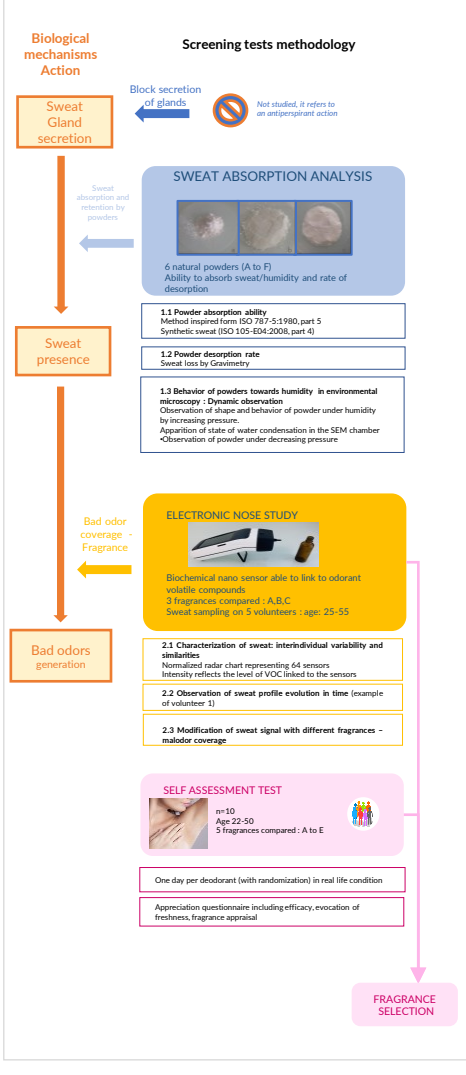 Biological
mechanisms
Action
Screening tests methodology
Sweat
Gland
secretion
Block secretion
of glands
Not studied, it refers to
an antiperspirant action
Sweat
absorption and
retention by
powders
SWEAT ABSORPTION ANALYSIS
6 natural powders (A to F)
Ability to absorb sweat/humidity and rate of
desorption
1.1 Powder absorption ability
Method inspired form ISO 787-5:1980, part 5
Synthetic sweat (ISO 105-E04:2008, part 4)
Sweat
presence
1.2 Powder desorption rate
Sweat loss by Gravimetry
1.3 Behavior of powders towards humidity in environmental
microscopy : Dynamic observation
Observation of shape and behavior of powder under humidity
by increasing pressure.
Apparition of state of water condensation in the SEM chamber
•Observation of powder under decreasing pressure
Bad odor
coverage -
Fragrance
ELECTRONIC NOSE STUDY
Biochemical nano sensor able to link to odorant
volatile compounds
3 fragrances compared : A,B,C
Sweat sampling on 5 volunteers : age: 25-55
Bad odors
generation
2.1 Characterization of sweat: interindividual variability and
similarities
Normalized radar chart representing 64 sensors
Intensity reflects the level of VOC linked to the sensors
2.2 Observation of sweat profile evolution in time (example
of volunteer 1)
2.3 Modification of sweat signal with different fragrances –
malodor coverage
SELF ASSESSMENT TEST
n=10
Age 22-50
5 fragrances compared : A to E
One day per deodorant (with randomization) in real life condition
Appreciation questionnaire including efficacy, evocation of
freshness, fragrance appraisal
FRAGRANCE
SELECTION